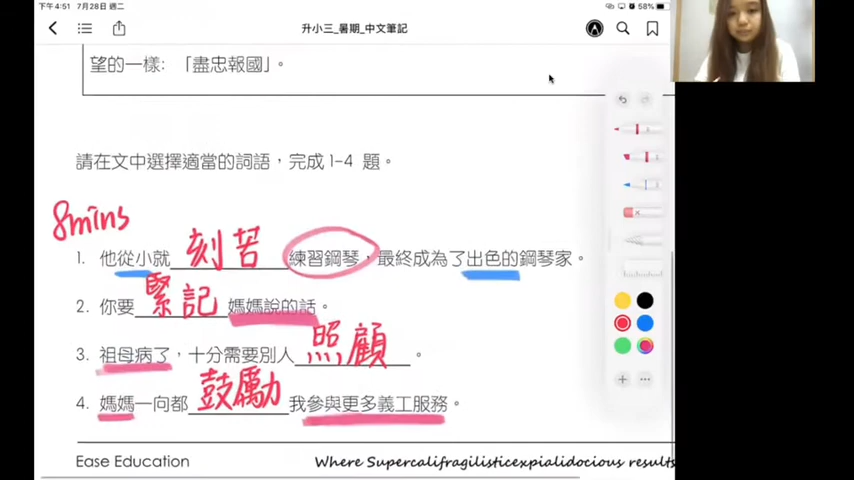 下午4:51 7月28日 週二
58%
升小三_暑期_中文筆記
望的一樣:「盡忠報國」。
請在文中選擇適當的詞語,完成1-4 題。
8mins
1. 他從小就刻苦練習鋼琴,最終成為了出色的鋼琴家。
2. 你要緊記媽媽說的話。
3. 祖母病了,十分需要別人照顧。
4. 媽媽一向都鼓勵我參與更多義工服務。
Ease Education
Where Supercalifragilisticexpialidocious results